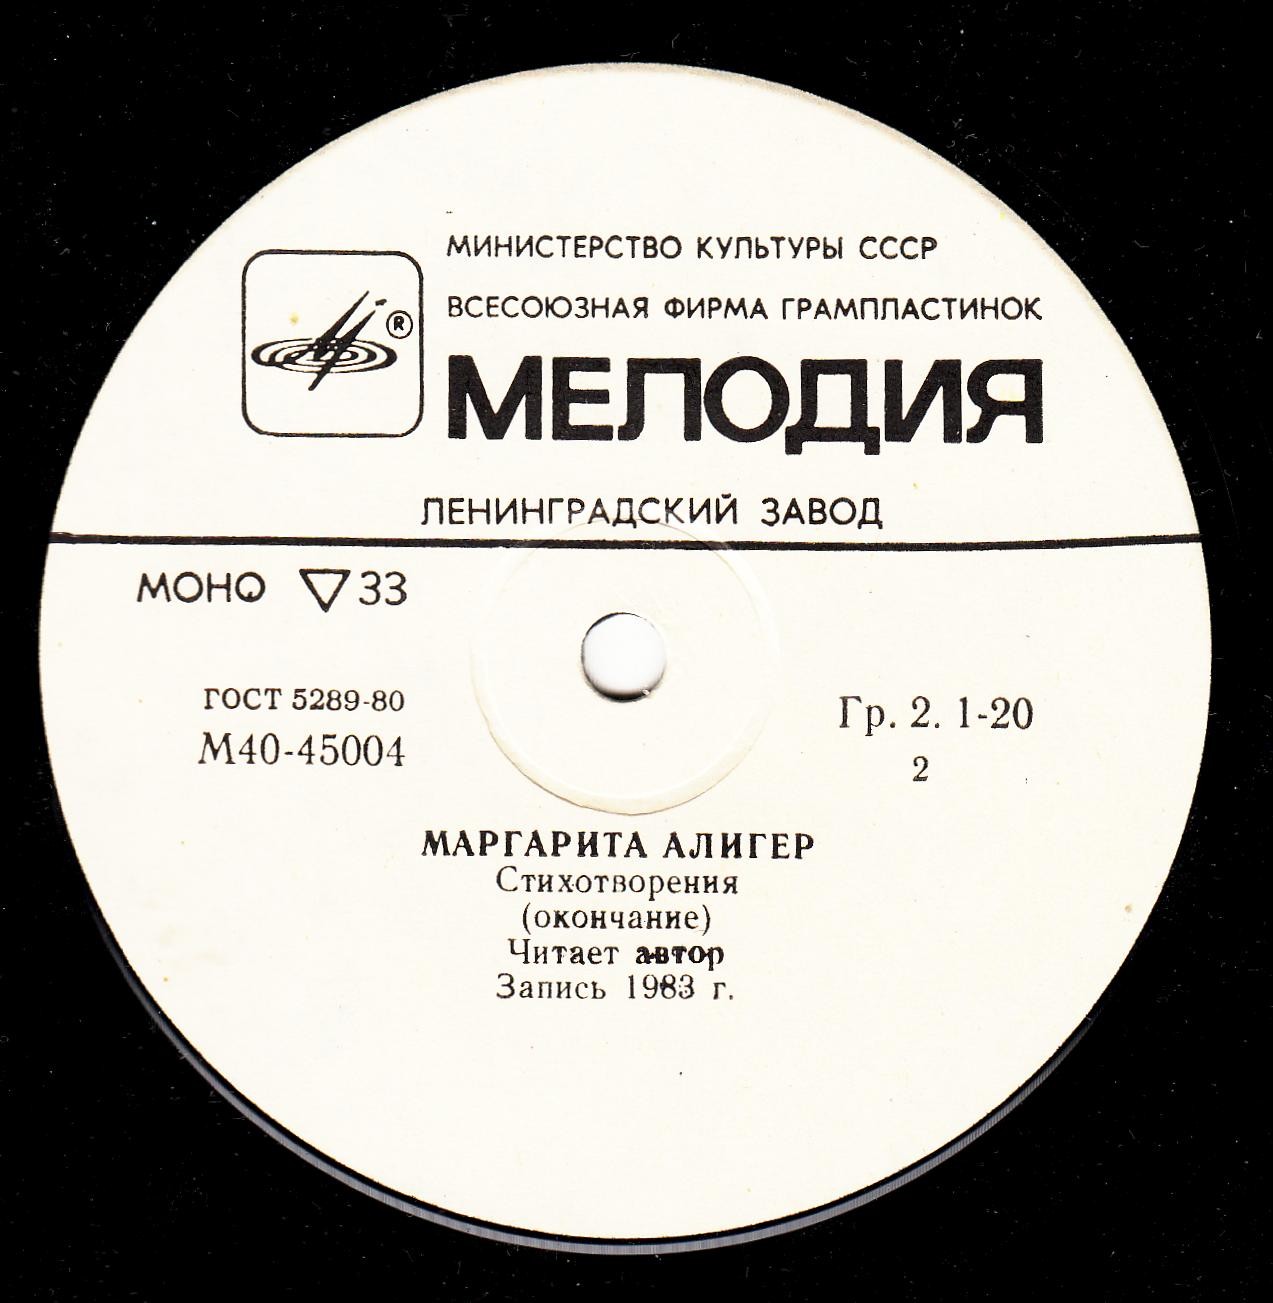 МИНИСТЕРСТВО КУЛЬТУРЫ СССР
ВСЕСОЮЗНАЯ ФИРМА ГРАМПЛАСТИНОК
®
МЕЛОДИЯ
ЛЕНИНГРАДСКИЙ ЗАВОД
МОНО ▽33
ГОСТ 5289-80
М40-45004
Гр. 2. 1-20
2
МАРГАРИТА АЛИГЕР
Стихотворения
(окончание)
Читает автор
Запись 1983 г.